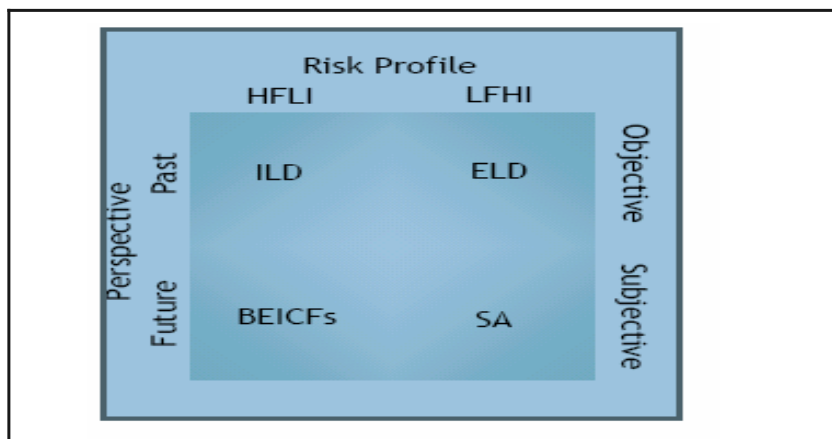 Risk Profile
HFLI LFHI
Perspective
Past
ILD ELD
Objective
Future
BEICFs SA
Subjective